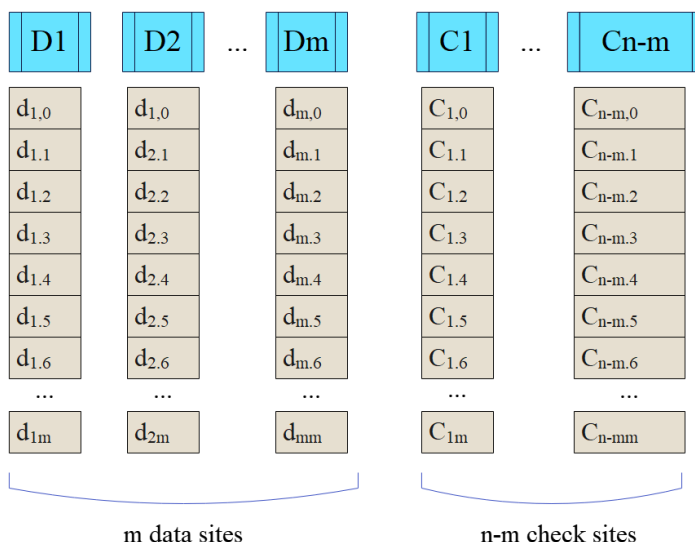 D1 D2 ... Dm C1 ... Cn-m
d1,0 d1,0 dm,0 C1,0 Cn-m,0
d1.1 d2.1 dm.1 C1.1 Cn-m.1
d1.2 d2.2 dm.2 C1.2 Cn-m.2
d1.3 d2.3 dm.3 C1.3 Cn-m.3
d1.4 d2.4 dm.4 C1.4 Cn-m.4
d1.5 d2.5 dm.5 C1.5 Cn-m.5
d1.6 d2.6 dm.6 C1.6 Cn-m.6
... ... ... ... ...
d1m d2m dmm C1m Cn-mm
m data sites n-m check sites